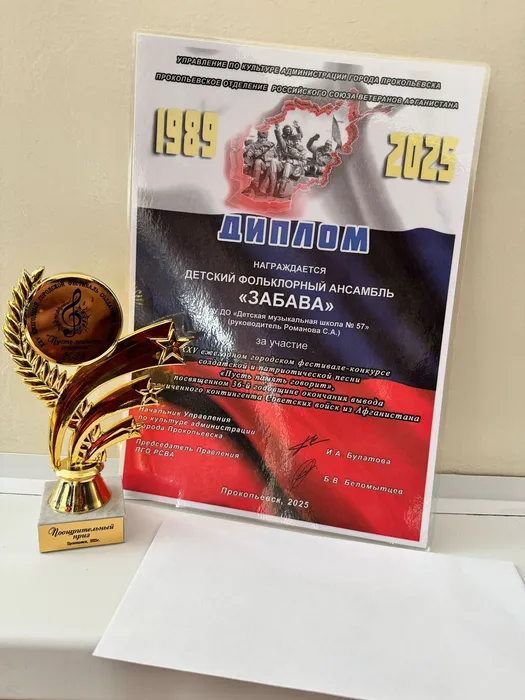 УПРАВЛЕНИЕ ПО КУЛЬТУРЕ АДМИНИСТРАЦИИ ГОРОДА ПРОКОПЬЕВСКА
ПРОКОПЬЕВСКОЕ ОТДЕЛЕНИЕ РОССИЙСКОГО СОЮЗА ВЕТЕРАНОВ АФГАНИСТАНА
1989
2025
ДИПЛОМ
НАГРАЖДАЕТСЯ
ДЕТСКИЙ ФОЛЬКЛОРНЫЙ АНСАМБЛЬ
«ЗАБАВА»
ДО «Детская музыкальная школа № 57»
(руководитель Романова С.А.)
за участие
ежегодном городском фестивале-конкурсе
солдатской и патриотической песни
«Пусть память говорит»,
посвященном 36-й годовщине окончания вывода
контингента Советских войск из Афганистана
Начальник Управления
по культуре администрации
города Прокопьевска
И.А. Булатова
Председатель Правления
ПГО РСВА
Б.В. Беломытцев
Прокопьевск, 2025
Поощрительный
приз